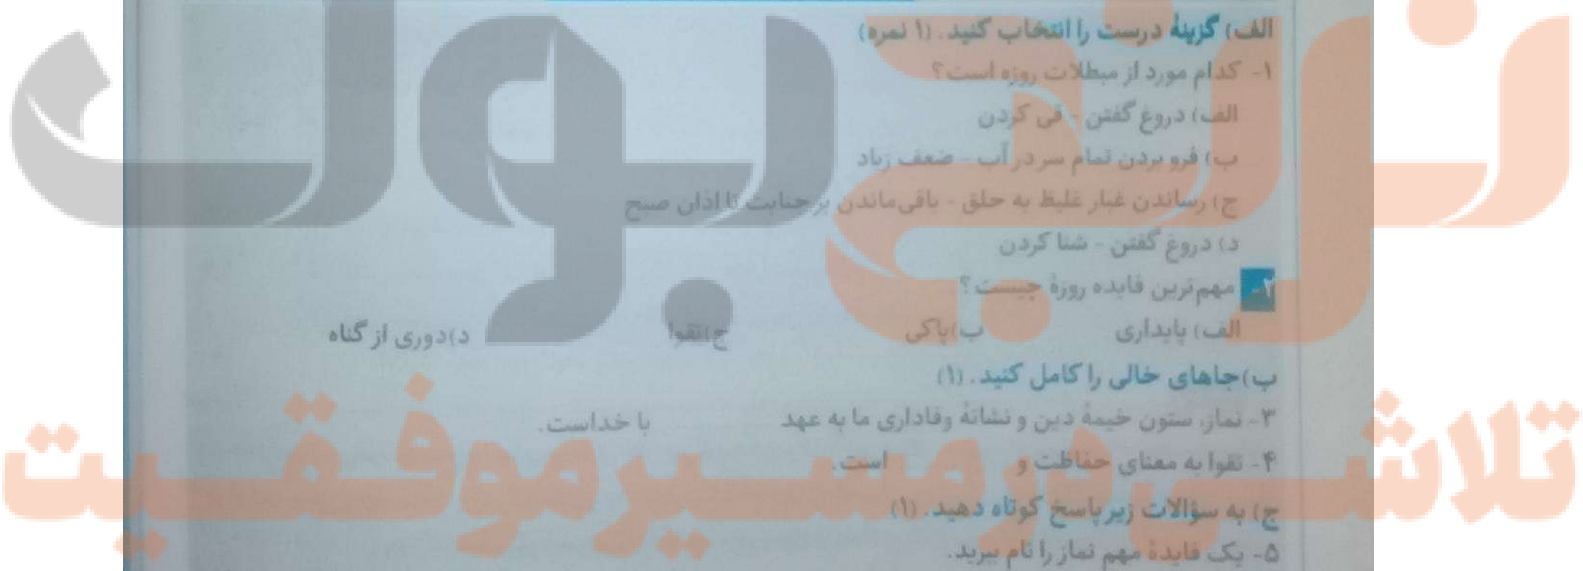 الف) گزینهٔ درست را انتخاب کنید. (۱ نمره)
۱- کدام مورد از مبطلات روزه است؟
الف) دروغ گفتن - قی کردن
ب) فرو بردن تمام سر در آب - ضعف زیاد
ج) رساندن غبار غلیظ به حلق - باقی‌ماندن بر جنابت تا اذان صبح
د) دروغ گفتن - شنا کردن
۲- مهم‌ترین فایده روزهٔ چیست؟
الف) پایداری ب) پاکی ج) تقوا د) دوری از گناه
ب) جاهای خالی را کامل کنید. (۱)
۳- نماز، ستون خیمهٔ دین و نشانهٔ وفاداری ما به عهد با خداست.
۴- تقوا به معنای حفاظت و است.
ج) به سؤالات زیر پاسخ کوتاه دهید. (۱)
۵- یک فایدهٔ مهم نماز را نام ببرید.
تلاشی در مسیر موفقیت